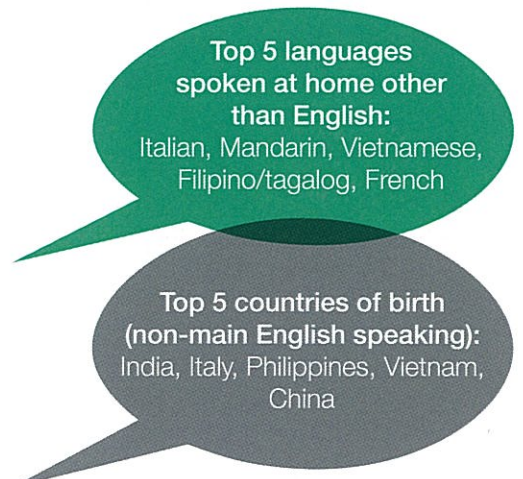 Top 5 languages
spoken at home other
than English:
Italian, Mandarin, Vietnamese,
Filipino/tagalog, French
Top 5 countries of birth
(non-main English speaking):
India, Italy, Philippines, Vietnam,
China